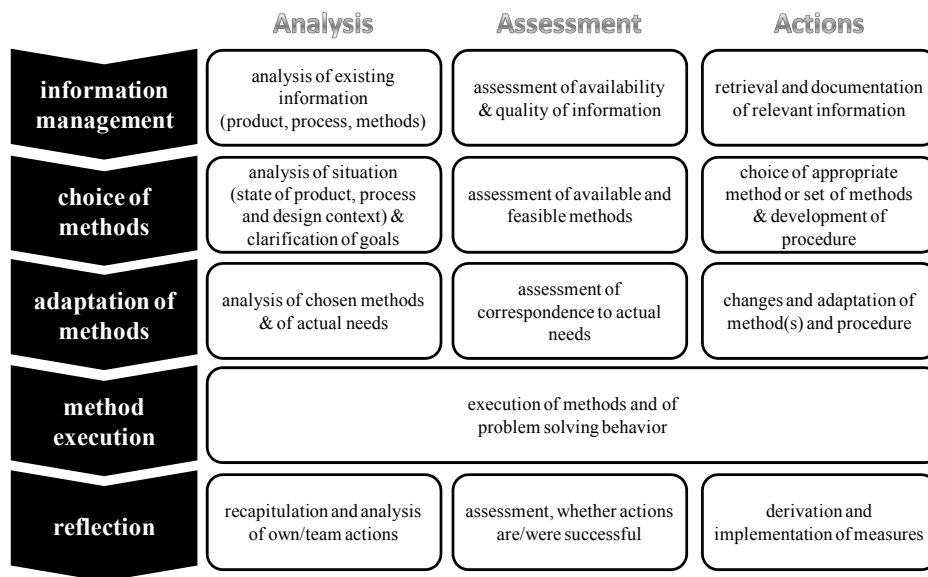 Analysis
Assessment
Actions
information
management
analysis of existing
information
(product, process, methods)
assessment of availability
& quality of information
retrieval and documentation
of relevant information
choice of
methods
analysis of situation
(state of product, process
and design context) &
clarification of goals
assessment of available and
feasible methods
choice of appropriate
method or set of methods
& development of
procedure
adaptation of
methods
analysis of chosen methods
& of actual needs
assessment of
correspondence to actual
needs
changes and adaptation of
method(s) and procedure
method
execution
execution of methods and of
problem solving behavior
reflection
recapitulation and analysis
of own/team actions
assessment, whether actions
are/were successful
derivation and
implementation of measures